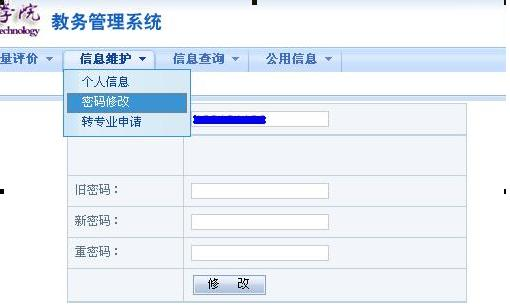 学院 教务管理系统
technology
量评价 信息维护 信息查询 公用信息
个人信息
密码修改
转专业申请
旧密码：
新密码：
重密码：
修 改